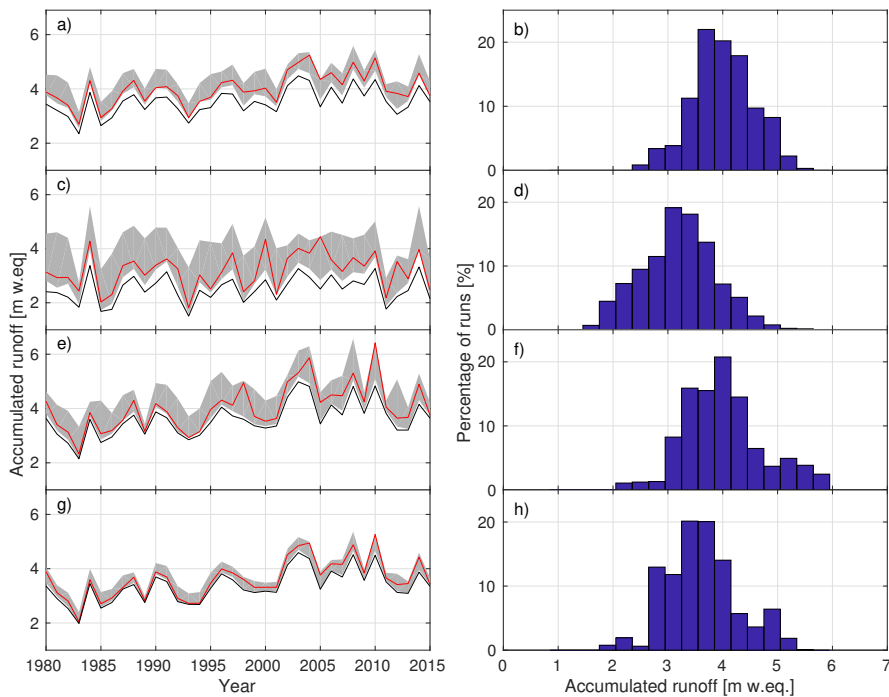 a)
6
4
2
b)
20
10
0
c)
6
4
2
d)
20
10
0
e)
6
4
2
f)
20
10
0
g)
6
4
2
h)
20
10
0
1980 1985 1990 1995 2000 2005 2010 2015
0 1 2 3 4 5 6 7
Year
Accumulated runoff [m w.eq.]
Accumulated runoff [m w.eq]
Percentage of runs [%]